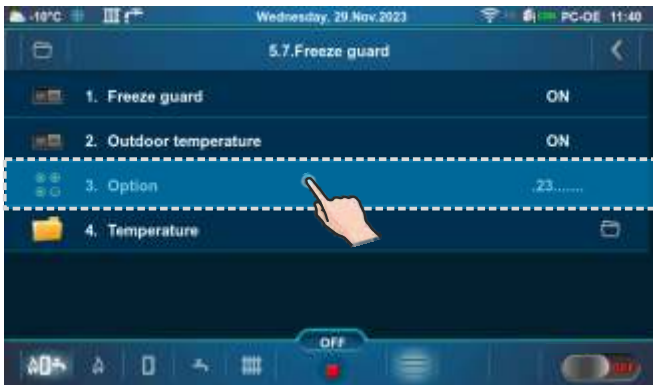 -10°C Wednesday, 29.Nov.2023 PC-OE 11:40
5.7.Freeze guard
1. Freeze guard ON
2. Outdoor temperature ON
3. Option .23.......
4. Temperature
OFF
OFF